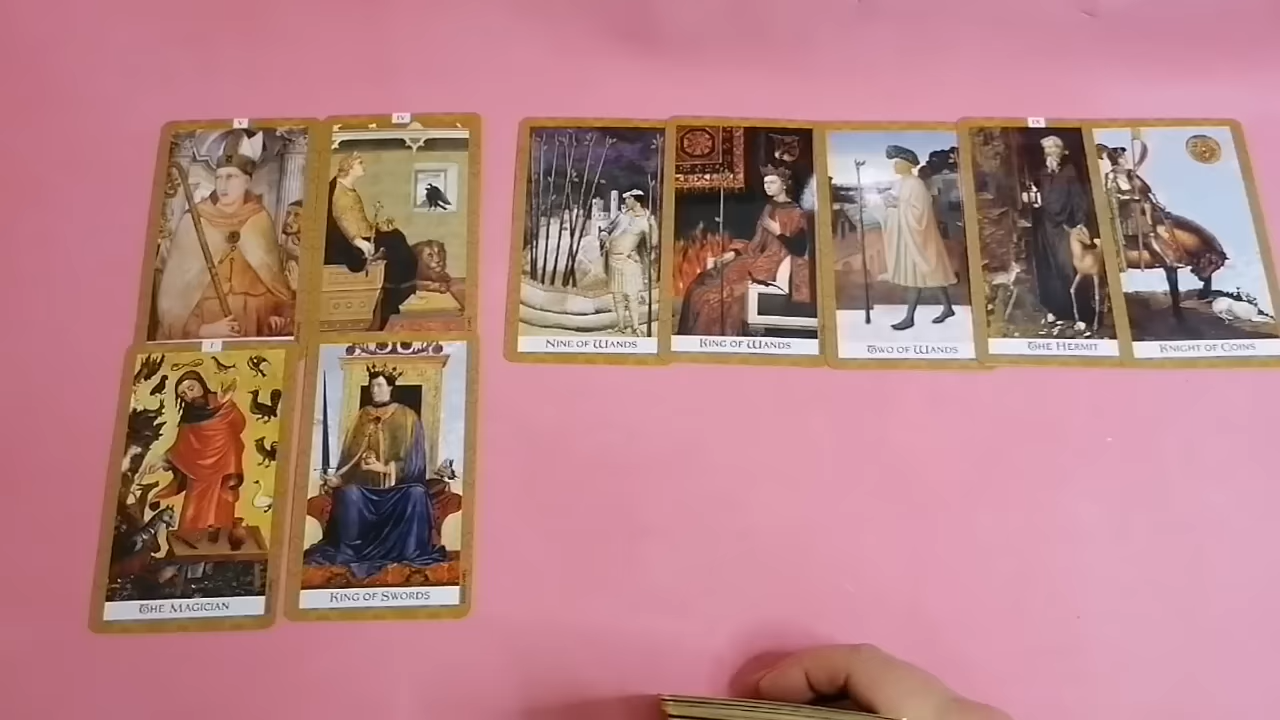 V
IV
NINE OF WANDS
KING OF WANDS
TWO OF WANDS
IX
THE HERMIT
KNIGHT OF COINS
I
THE MAGICIAN
KING OF SWORDS